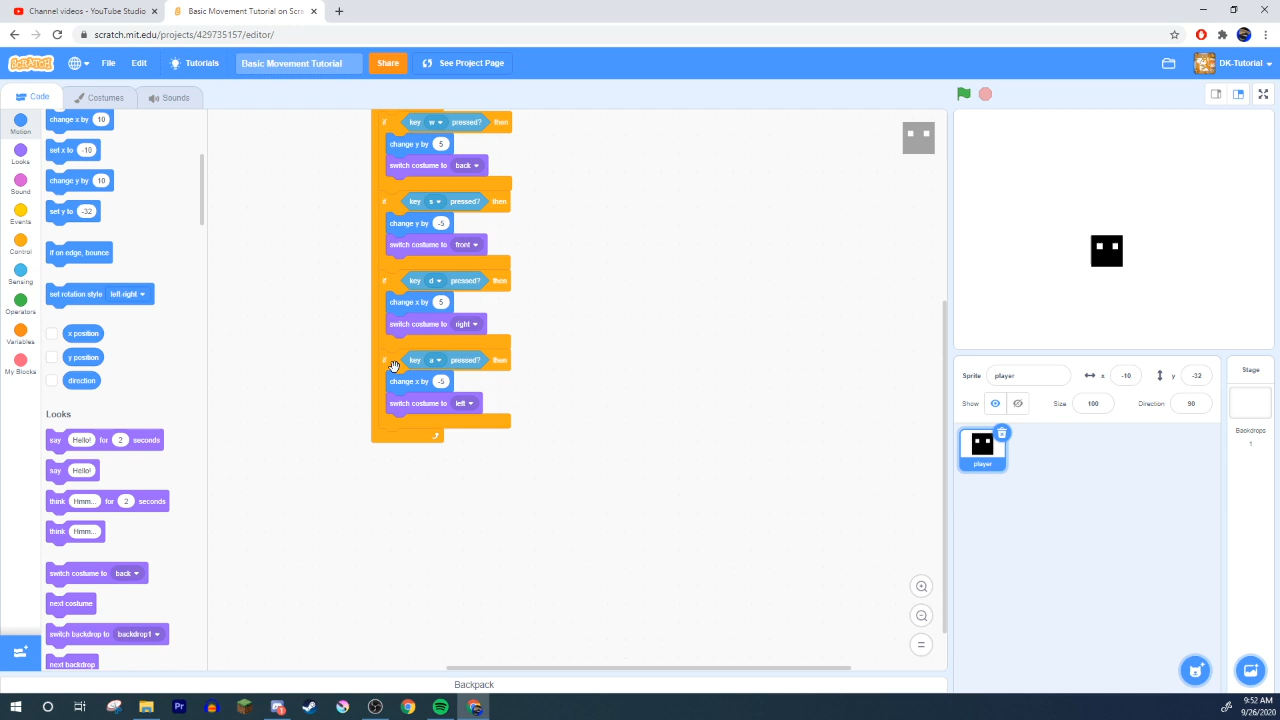 Channel videos - YouTube Studio
Basic Movement Tutorial on Scra
scratch.mit.edu/projects/429735157/editor/
SCRATCH
File
Edit
Tutorials
Basic Movement Tutorial
Share
See Project Page
DK-Tutorial
Code
Costumes
Sounds
Motion
Looks
Sound
Events
Control
Sensing
Operators
Variables
My Blocks
change x by 10
set x to -10
change y by 10
set y to -32
if on edge, bounce
set rotation style left-right
x position
y position
direction
Looks
say Hello! for 2 seconds
say Hello!
think Hmm... for 2 seconds
think Hmm...
switch costume to back
next costume
switch backdrop to backdrop1
next backdrop
if key w pressed? then
change y by 5
switch costume to back
if key s pressed? then
change y by -5
switch costume to front
if key d pressed? then
change x by 5
switch costume to right
if key a pressed? then
change x by -5
switch costume to left
Sprite player x -10 y -32
Show Size 100 Direction 90
player
Stage
Backdrops
1
Backpack
Pr
9:52 AM
9/26/2020